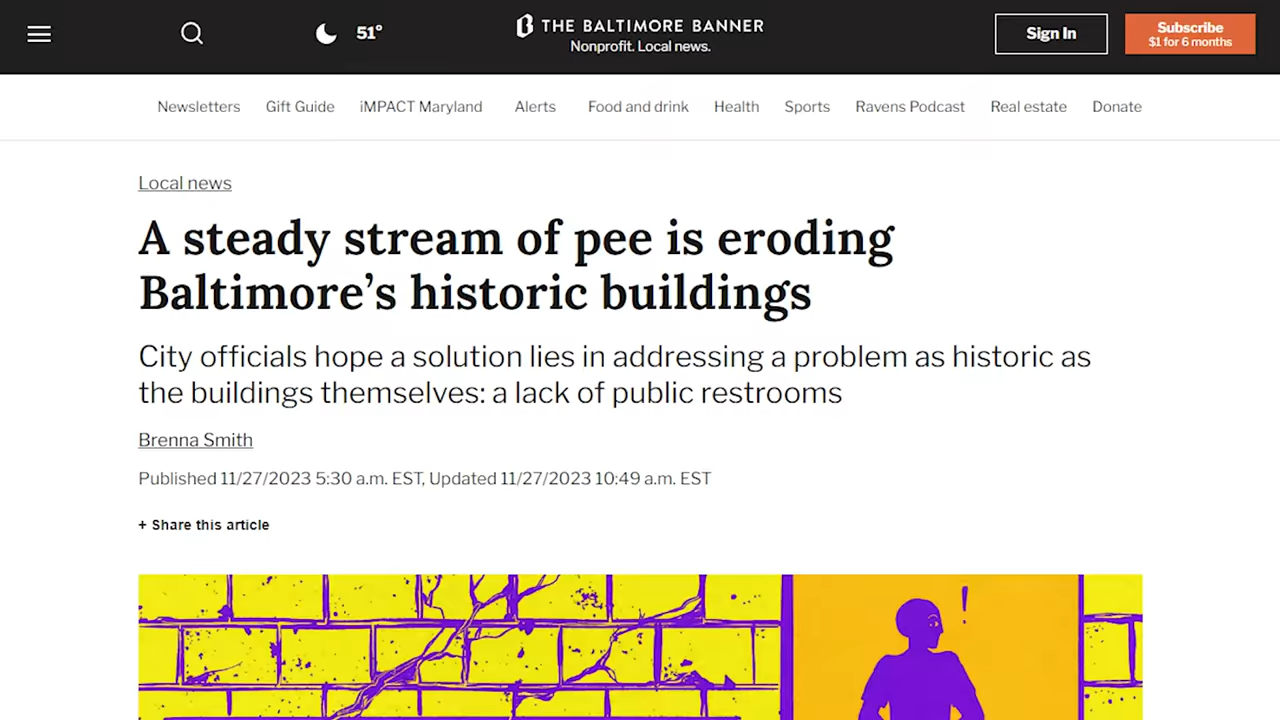 51°
THE BALTIMORE BANNER
Nonprofit. Local news.
Sign In
Subscribe
$1 for 6 months
Newsletters Gift Guide iMPACT Maryland Alerts Food and drink Health Sports Ravens Podcast Real estate Donate
Local news
A steady stream of pee is eroding
Baltimore’s historic buildings
City officials hope a solution lies in addressing a problem as historic as
the buildings themselves: a lack of public restrooms
Brenna Smith
Published 11/27/2023 5:30 a.m. EST, Updated 11/27/2023 10:49 a.m. EST
+ Share this article
!